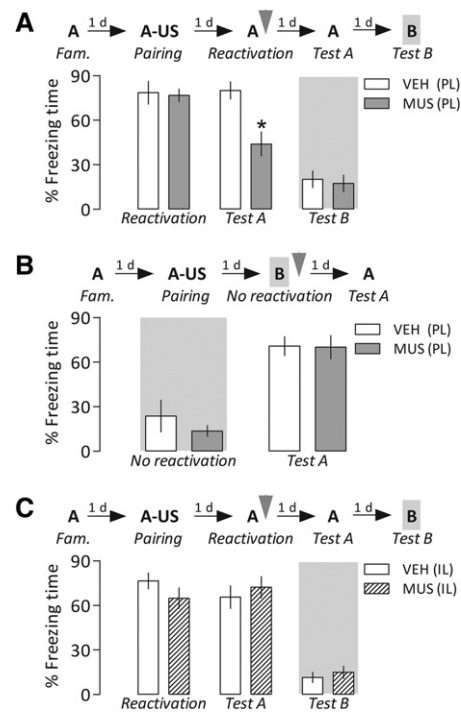 A
1 d 1 d 1 d 1 d
A A-US A A B
Fam. Pairing Reactivation Test A Test B
90
60
30
0
% Freezing time
VEH (PL)
MUS (PL)
*
Reactivation Test A Test B
B
1 d 1 d 1 d
A A-US B A
Fam. Pairing No reactivation Test A
90
60
30
0
% Freezing time
VEH (PL)
MUS (PL)
No reactivation Test A
C
1 d 1 d 1 d 1 d
A A-US A A B
Fam. Pairing Reactivation Test A Test B
90
60
30
0
% Freezing time
VEH (IL)
MUS (IL)
Reactivation Test A Test B